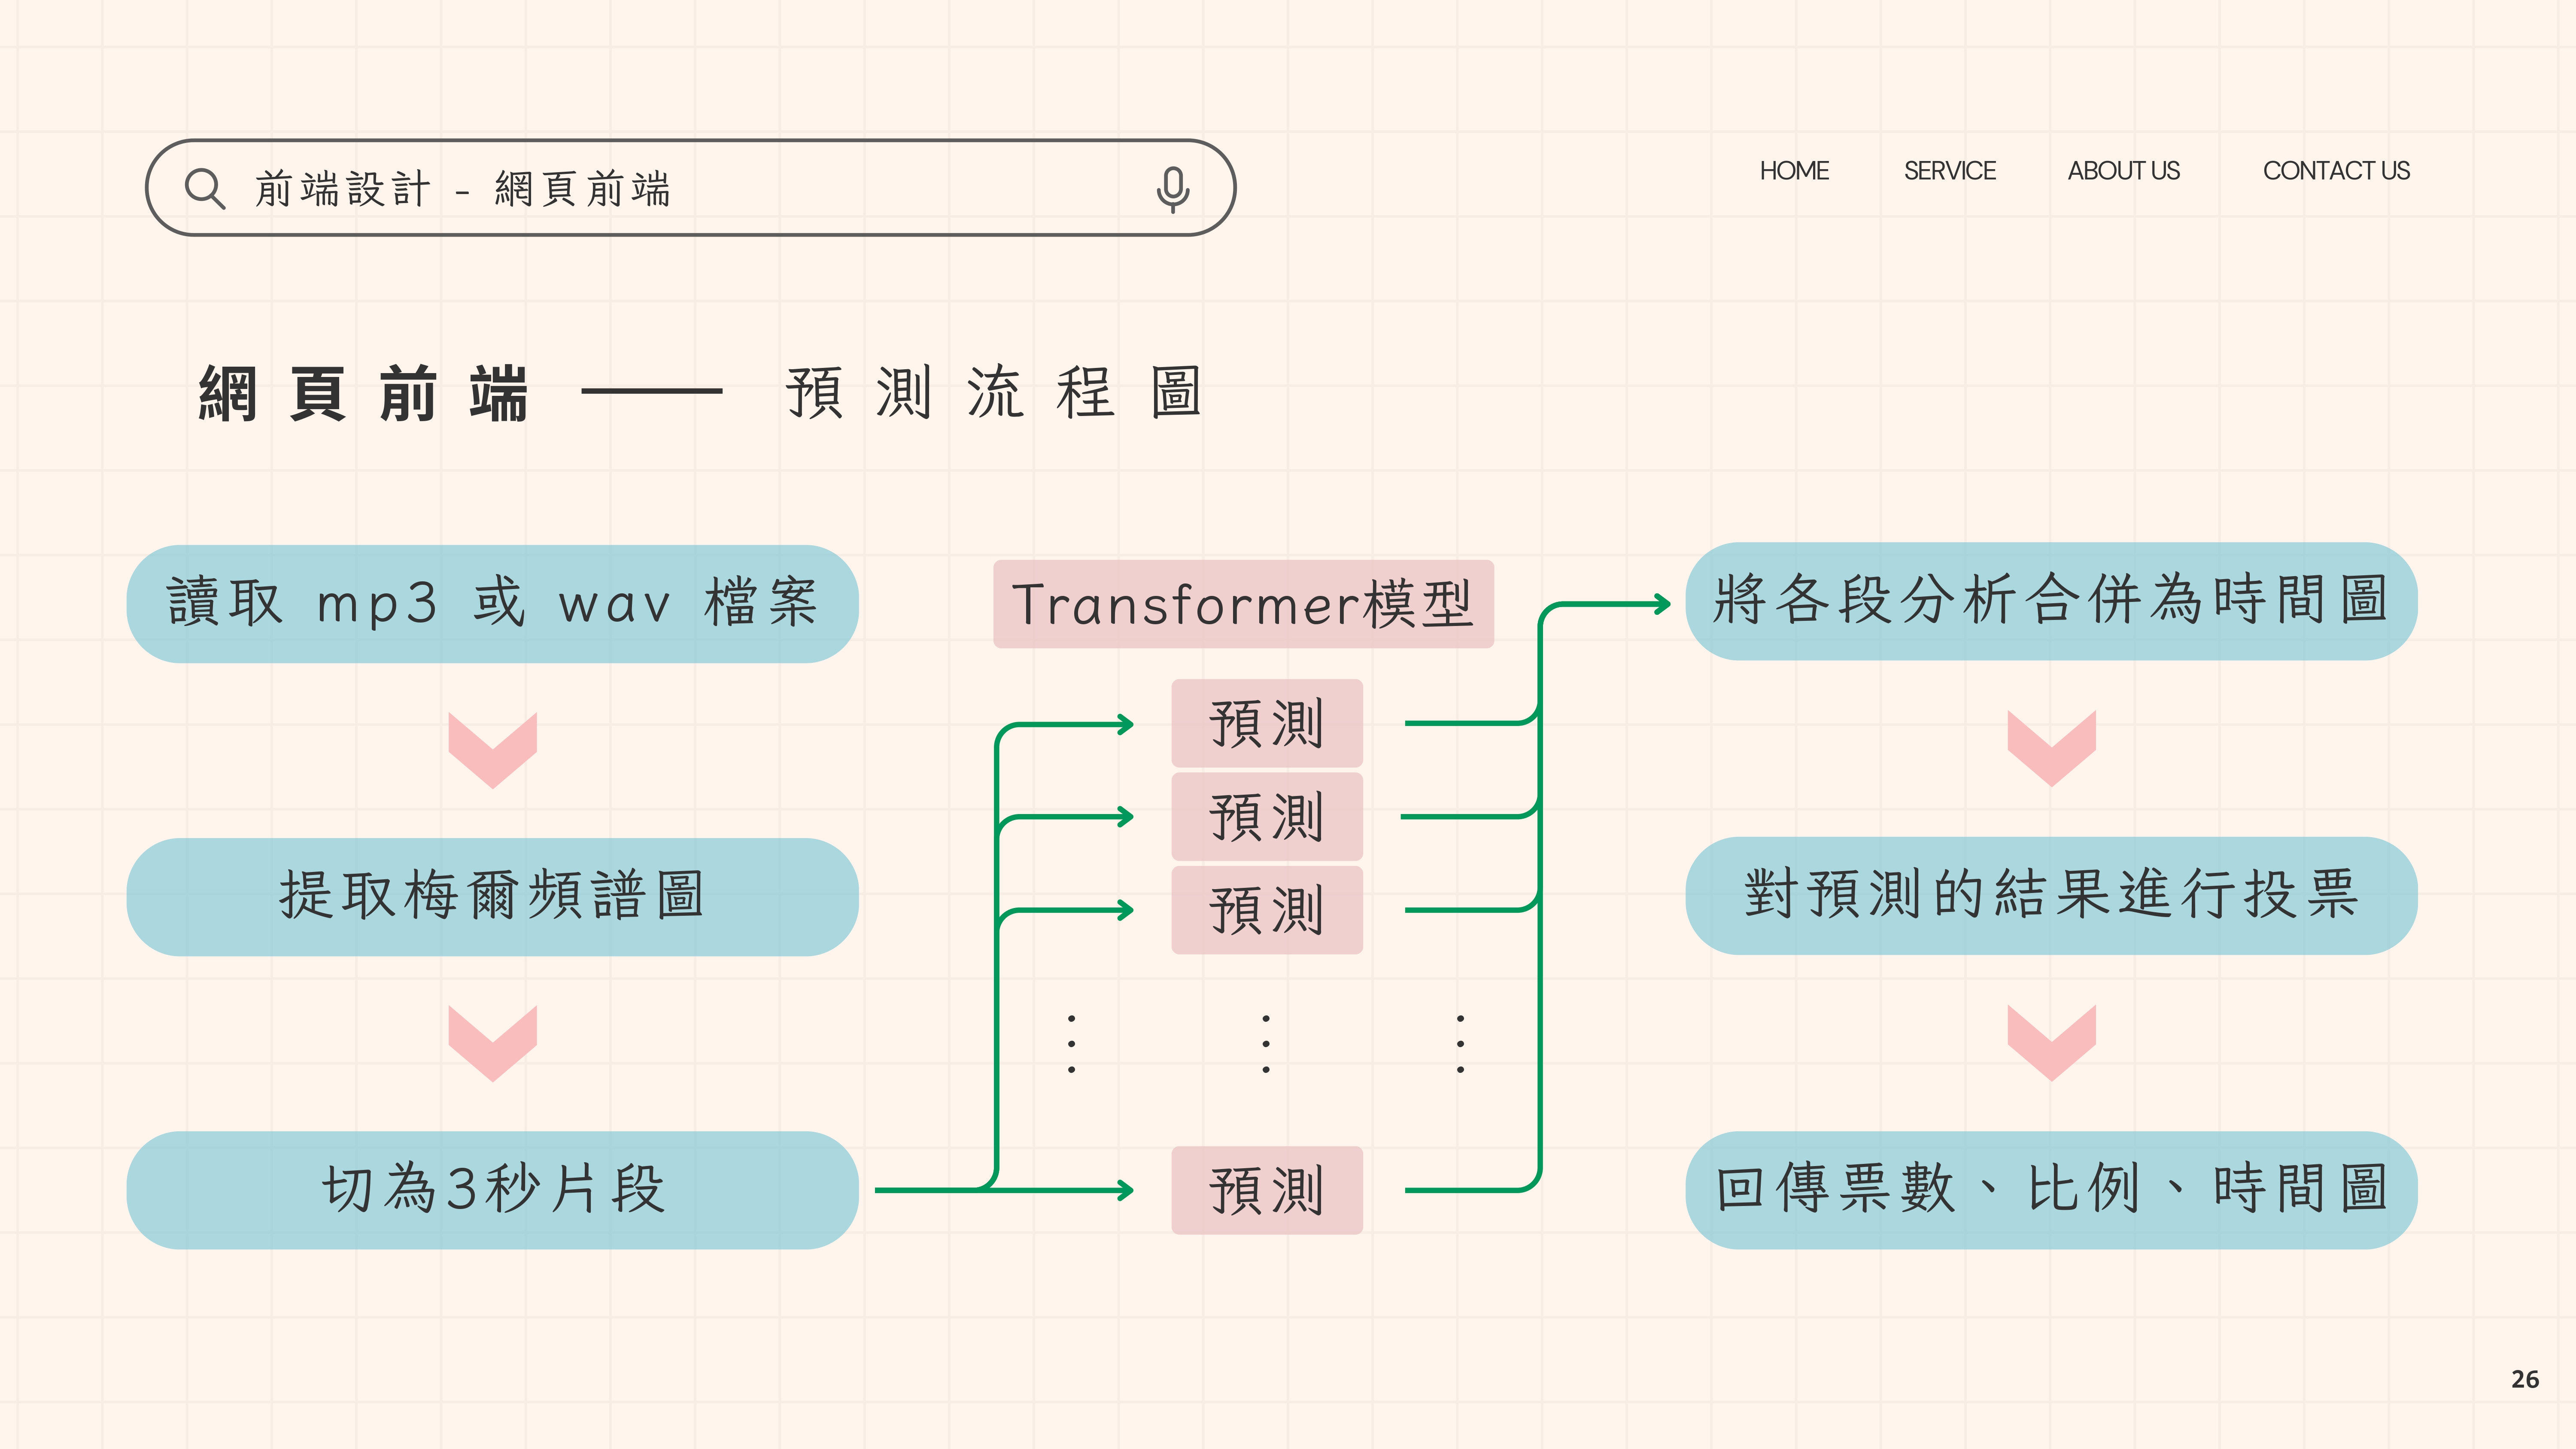 前端設計 - 網頁前端
HOME
SERVICE
ABOUT US
CONTACT US
網頁前端 —— 預測流程圖
讀取 mp3 或 wav 檔案
提取梅爾頻譜圖
切為3秒片段
Transformer模型
預測
預測
預測
預測
將各段分析合併為時間圖
對預測的結果進行投票
回傳票數、比例、時間圖
26